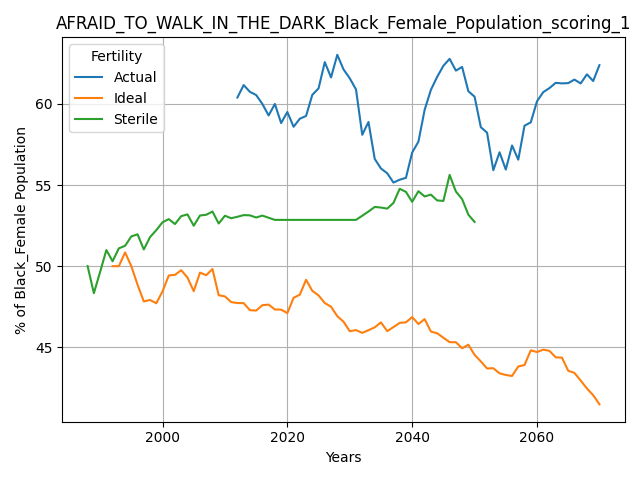 AFRAID_TO_WALK_IN_THE_DARK_Black_Female_Population_scoring_1
Fertility
Actual
Ideal
Sterile
% of Black_Female Population
60
55
50
45
2000
2020
2040
2060
Years